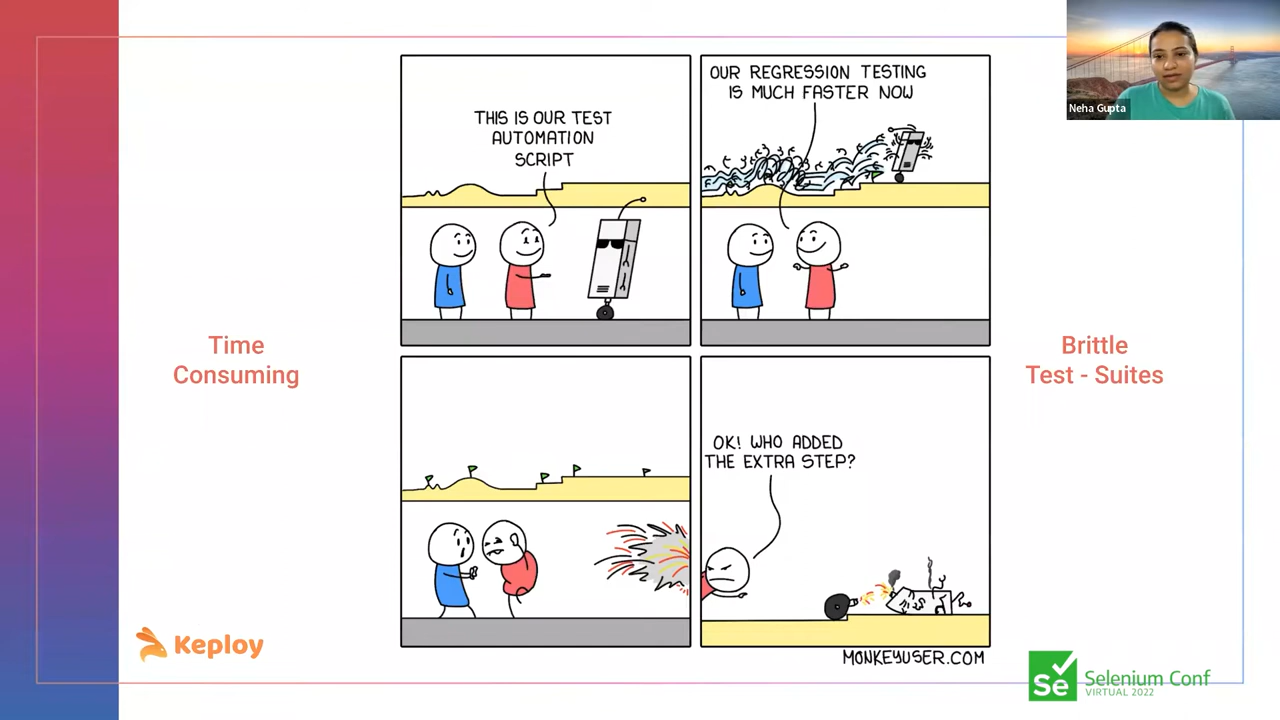 Neha Gupta
THIS IS OUR TEST
AUTOMATION
SCRIPT
OUR REGRESSION TESTING
IS MUCH FASTER NOW
Time
Consuming
Brittle
Test - Suites
OK! WHO ADDED
THE EXTRA STEP?
MONKEYUSER.COM
Keploy
Se
Selenium Conf
VIRTUAL 2022